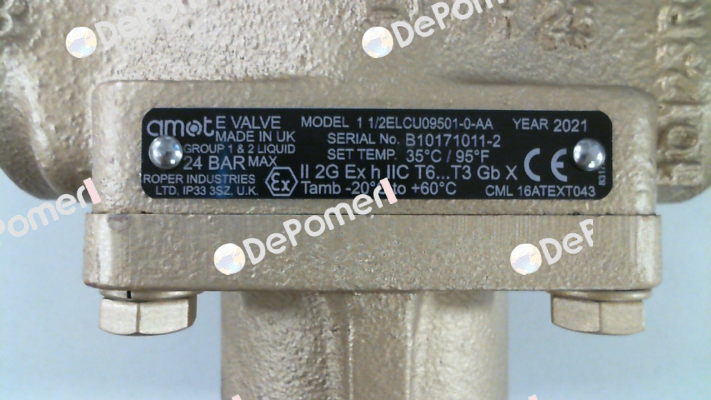 DePomer
DePomer
amot E VALVE MODEL 1 1/2ELCU09501-0-AA YEAR 2021
MADE IN UK SERIAL No. B10171011-2
GROUP 1 & 2 LIQUID SET TEMP. 35°C / 95°F
24 BAR MAX II 2G Ex h IIC T6...T3 Gb X CE
ROPER INDUSTRIES Ex Tamb -20° to +60°C CML 16ATEXT043
LTD, IP33 3SZ. U.K.
DePomer
DePomer
DePom